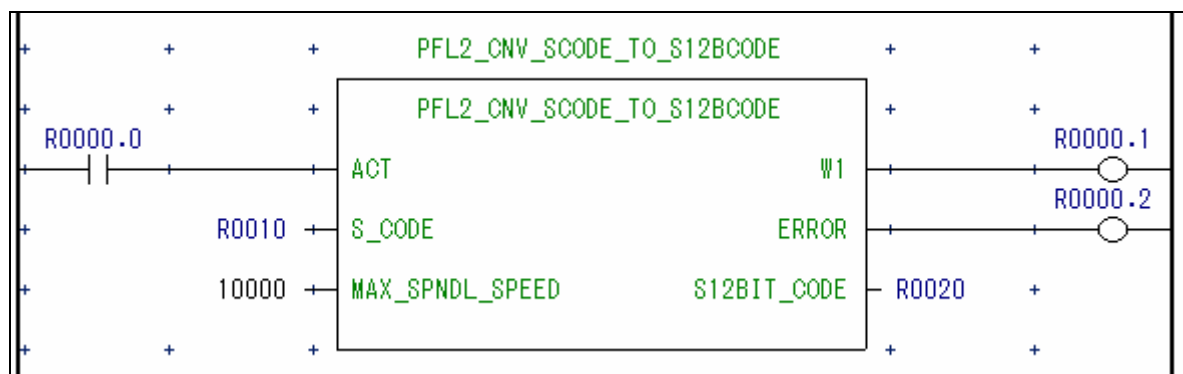 PFL2_CNV_SCODE_TO_S12BCODE
PFL2_CNV_SCODE_TO_S12BCODE
R0000.0
R0000.1
ACT W1
R0000.2
R0010 S_CODE ERROR
10000 MAX_SPNDL_SPEED S12BIT_CODE R0020